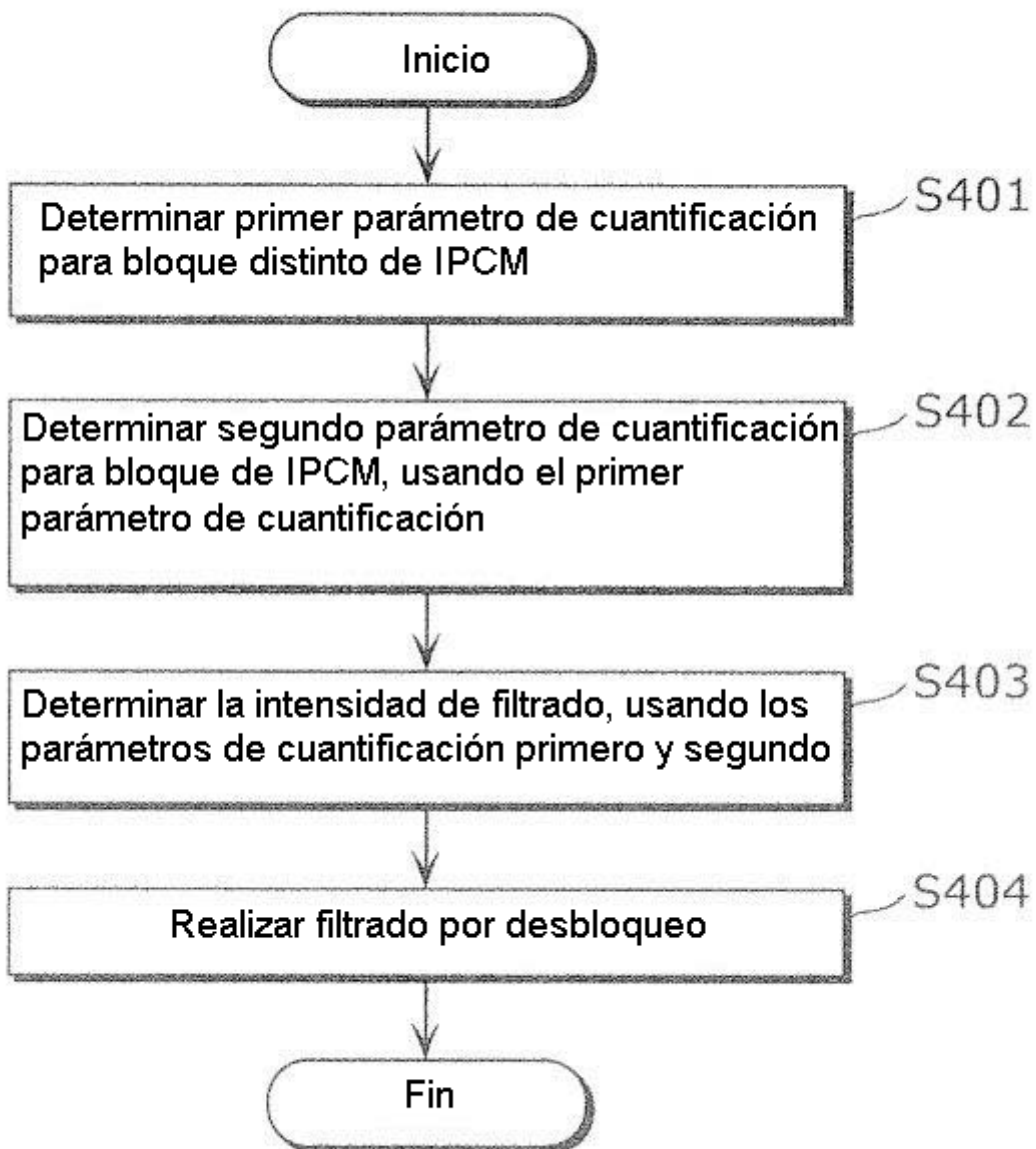 Inicio
S401
Determinar primer parámetro de cuantificación
para bloque distinto de IPCM
S402
Determinar segundo parámetro de cuantificación
para bloque de IPCM, usando el primer
parámetro de cuantificación
S403
Determinar la intensidad de filtrado, usando los
parámetros de cuantificación primero y segundo
S404
Realizar filtrado por desbloqueo
Fin